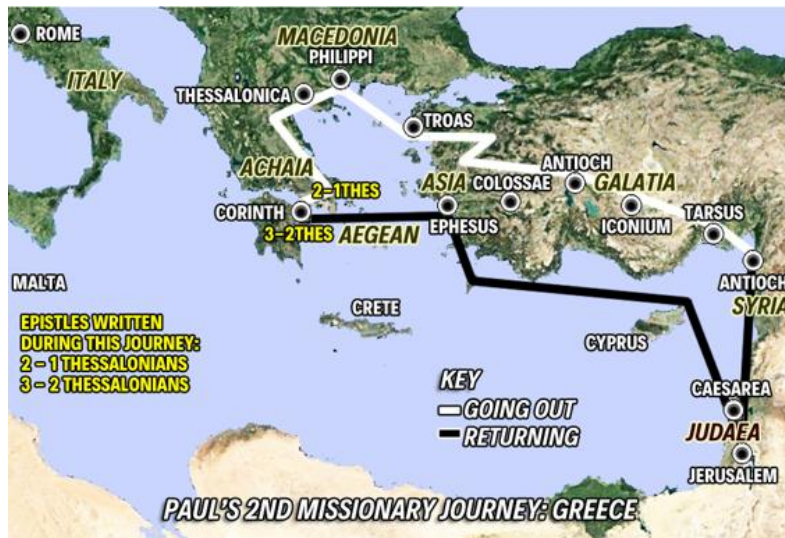 ROME
MACEDONIA
PHILIPPI
ITALY
THESSALONICA
TROAS
ACHAIA
ANTIOCH
2-1THES
ASIA
COLOSSAE
GALATIA
CORINTH
TARSUS
3-2THES
AEGEAN
EPHESUS
ICONIUM
ANTIOCH
MALTA
SYRIA
CRETE
EPISTLES WRITTEN
DURING THIS JOURNEY:
2 – 1 THESSALONIANS
3 – 2 THESSALONIANS
CYPRUS
KEY
GOING OUT
RETURNING
CAESAREA
JUDAEA
JERUSALEM
PAUL'S 2ND MISSIONARY JOURNEY: GREECE